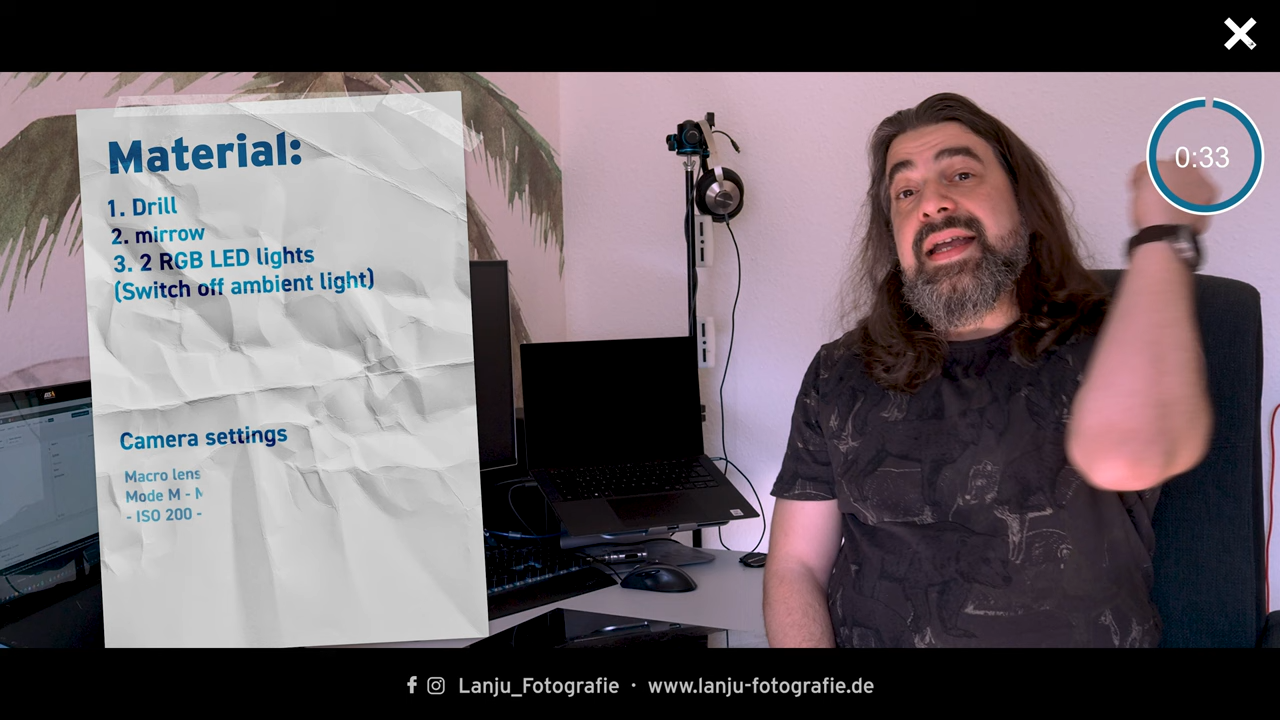 Material:
1. Drill
2. mirrow
3. 2 RGB LED lights
(Switch off ambient light)
Camera settings
Macro lens
Mode M -
- ISO 200 -
0:33
Lanju_Fotografie · www.lanju-fotografie.de